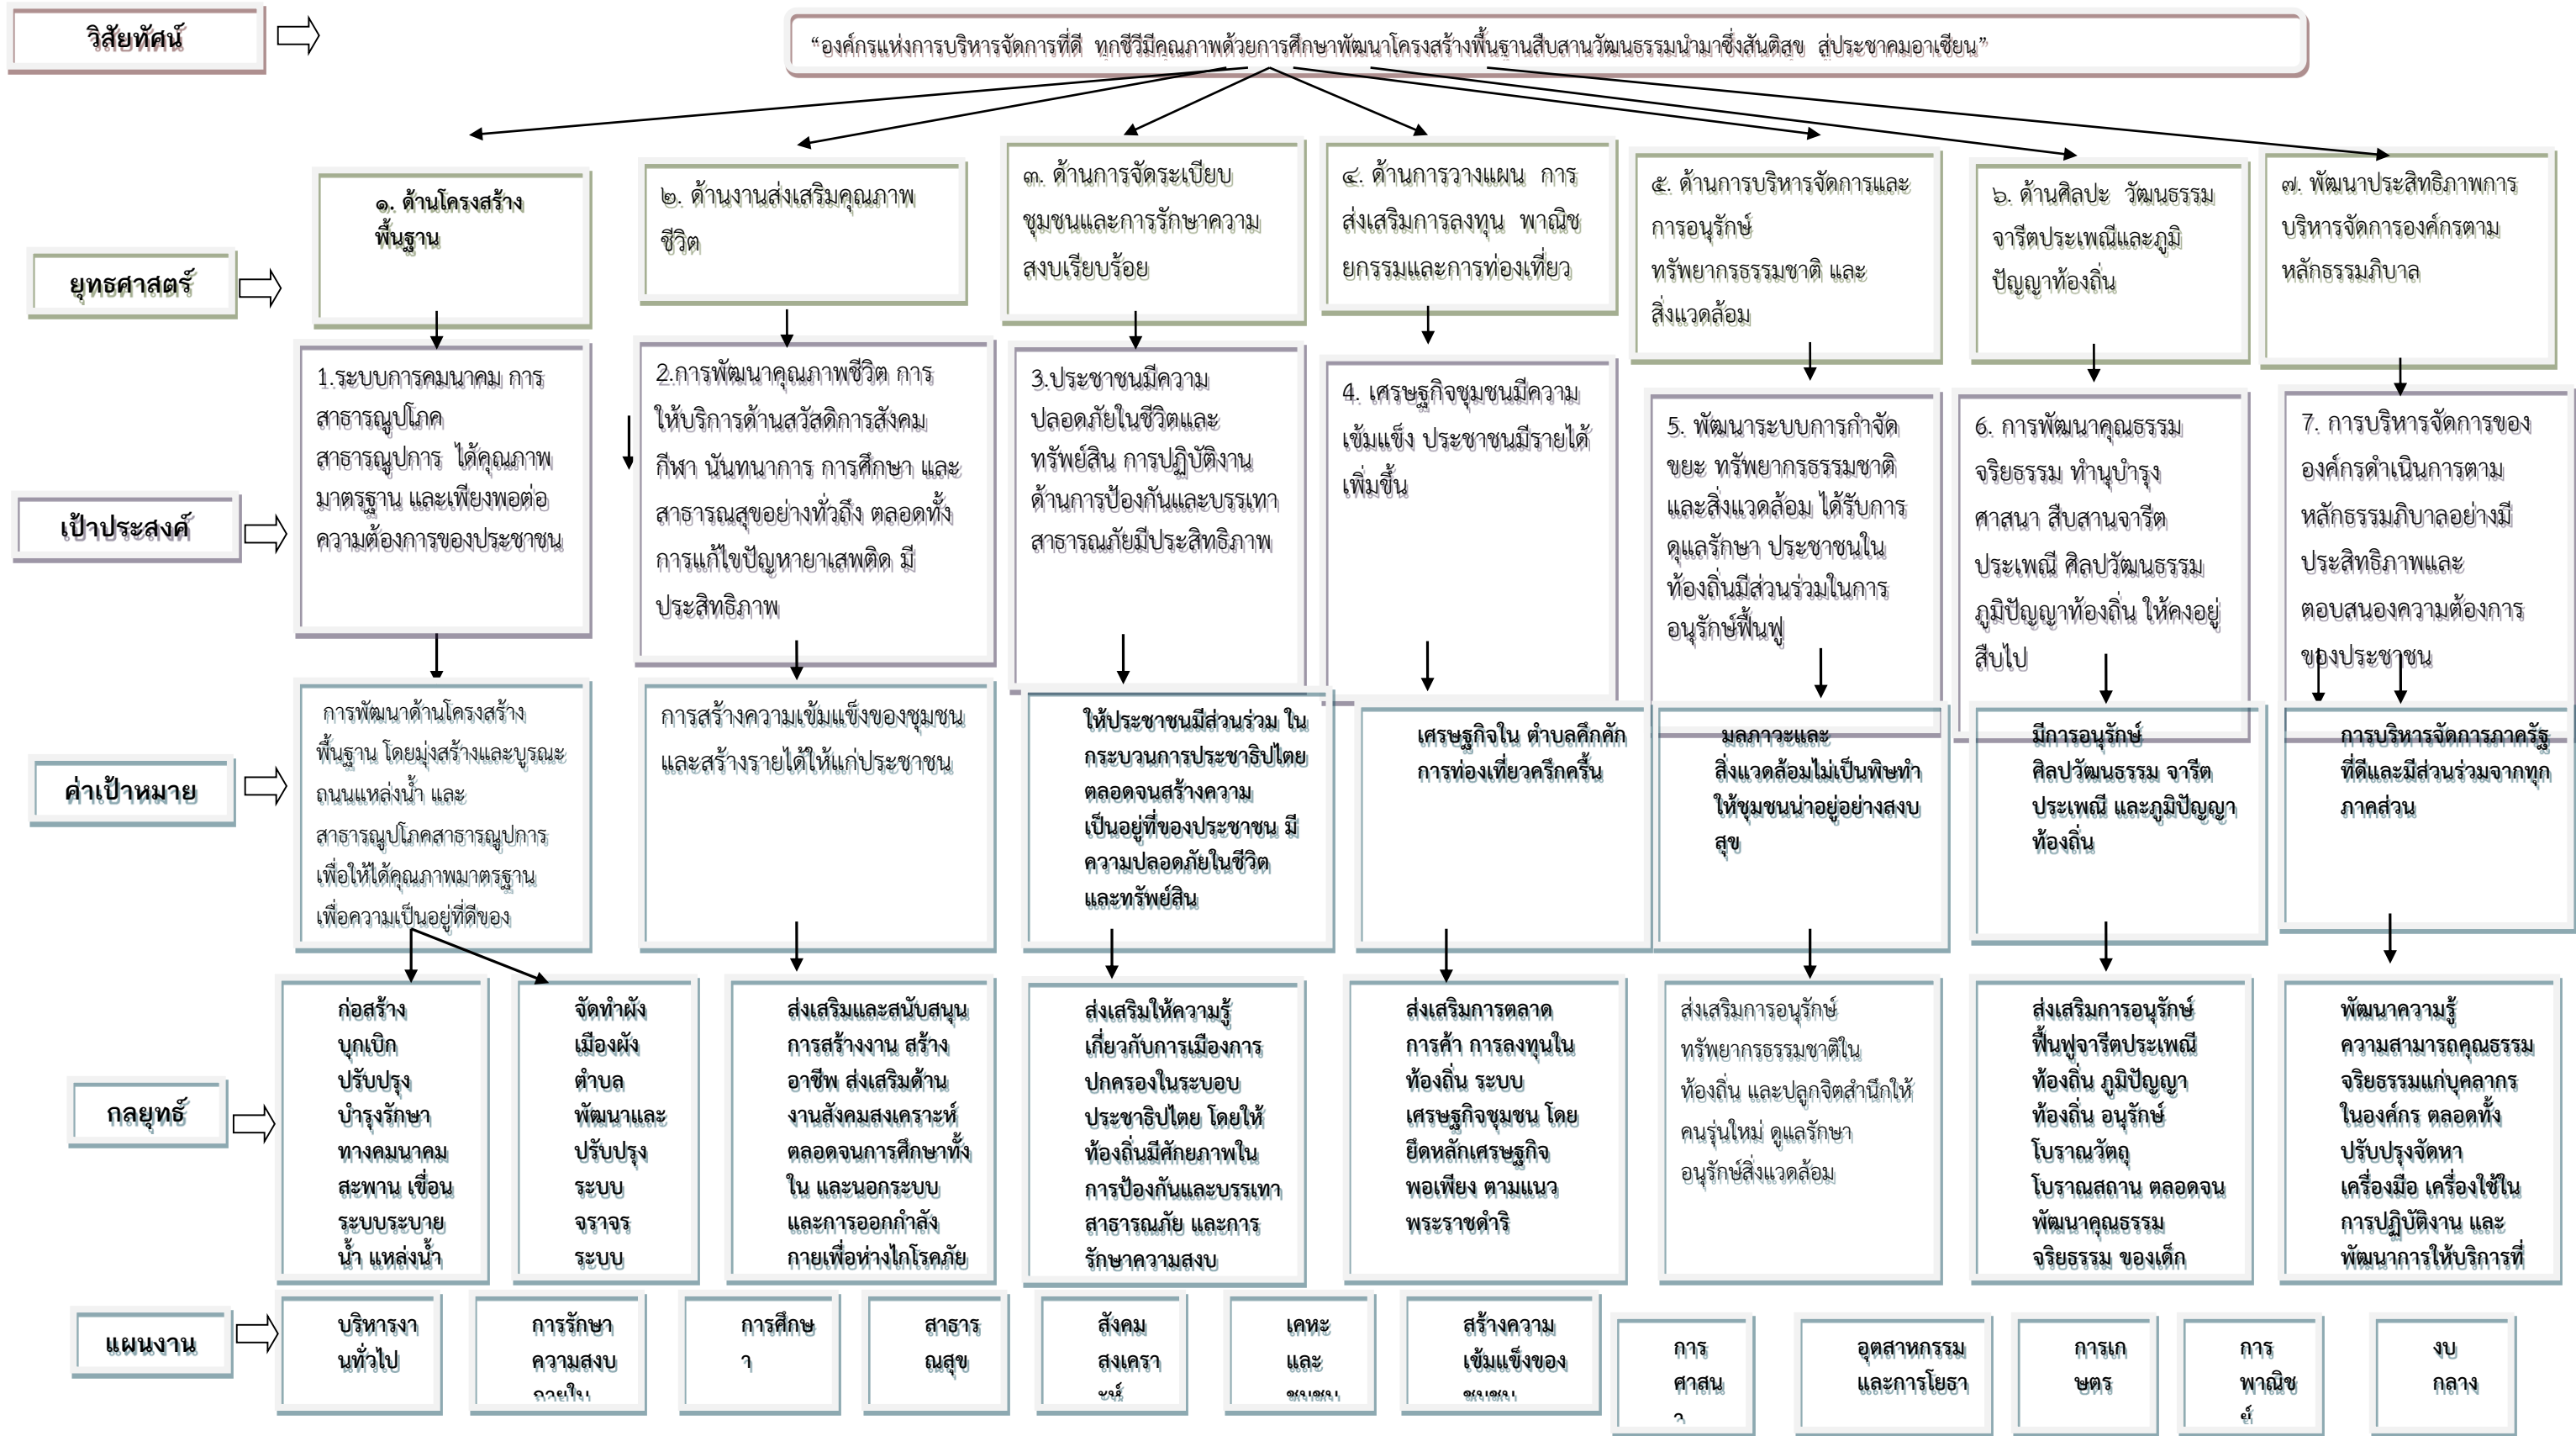 วิสัยทัศน์
“องค์กรแห่งการบริหารจัดการที่ดี ทุกชีวีมีคุณภาพด้วยการศึกษาพัฒนาโครงสร้างพื้นฐานสืบสานวัฒนธรรมนำมาซึ่งสันติสุข สู่ประชาคมอาเซียน”
ยุทธศาสตร์
๑. ด้านโครงสร้าง
พื้นฐาน
๒. ด้านงานส่งเสริมคุณภาพ
ชีวิต
๓. ด้านการจัดระเบียบ
ชุมชนและการรักษาความ
สงบเรียบร้อย
๔. ด้านการวางแผน การ
ส่งเสริมการลงทุน พาณิช
ยกรรมและการท่องเที่ยว
๕. ด้านการบริหารจัดการและ
การอนุรักษ์
ทรัพยากรธรรมชาติ และ
สิ่งแวดล้อม
๖. ด้านศิลปะ วัฒนธรรม
จารีตประเพณีและภูมิ
ปัญญาท้องถิ่น
๗. พัฒนาประสิทธิภาพการ
บริหารจัดการองค์กรตาม
หลักธรรมภิบาล
เป้าประสงค์
1.ระบบการคมนาคม การ
สาธารณูปโภค
สาธารณูปการ ได้คุณภาพ
มาตรฐาน และเพียงพอต่อ
ความต้องการของประชาชน
2.การพัฒนาคุณภาพชีวิต การ
ให้บริการด้านสวัสดิการสังคม
กีฬา นันทนาการ การศึกษา และ
สาธารณสุขอย่างทั่วถึง ตลอดทั้ง
การแก้ไขปัญหายาเสพติด มี
ประสิทธิภาพ
3.ประชาชนมีความ
ปลอดภัยในชีวิตและ
ทรัพย์สิน การปฏิบัติงาน
ด้านการป้องกันและบรรเทา
สาธารณภัยมีประสิทธิภาพ
4. เศรษฐกิจชุมชนมีความ
เข้มแข็ง ประชาชนมีรายได้
เพิ่มขึ้น
5. พัฒนาระบบการกำจัด
ขยะ ทรัพยากรธรรมชาติ
และสิ่งแวดล้อม ได้รับการ
ดูแลรักษา ประชาชนใน
ท้องถิ่นมีส่วนร่วมในการ
อนุรักษ์ฟื้นฟู
6. การพัฒนาคุณธรรม
จริยธรรม ทำนุบำรุง
ศาสนา สืบสานจารีต
ประเพณี ศิลปวัฒนธรรม
ภูมิปัญญาท้องถิ่น ให้คงอยู่
สืบไป
7. การบริหารจัดการของ
องค์กรดำเนินการตาม
หลักธรรมภิบาลอย่างมี
ประสิทธิภาพและ
ตอบสนองความต้องการ
ของประชาชน
ค่าเป้าหมาย
การพัฒนาด้านโครงสร้าง
พื้นฐาน โดยมุ่งสร้างและบูรณะ
ถนนแหล่งน้ำ และ
สาธารณูปโภคสาธารณูปการ
เพื่อให้ได้คุณภาพมาตรฐาน
เพื่อความเป็นอยู่ที่ดีของ
การสร้างความเข้มแข็งของชุมชน
และสร้างรายได้ให้แก่ประชาชน
ให้ประชาชนมีส่วนร่วม ใน
กระบวนการประชาธิปไตย
ตลอดจนสร้างความ
เป็นอยู่ที่ของประชาชน มี
ความปลอดภัยในชีวิต
และทรัพย์สิน
เศรษฐกิจใน ตำบลคึกคัก
การท่องเที่ยวครึกครื้น
มลภาวะและ
สิ่งแวดล้อมไม่เป็นพิษทำ
ให้ชุมชนน่าอยู่อย่างสงบ
สุข
มีการอนุรักษ์
ศิลปวัฒนธรรม จารีต
ประเพณี และภูมิปัญญา
ท้องถิ่น
การบริหารจัดการภาครัฐ
ที่ดีและมีส่วนร่วมจากทุก
ภาคส่วน
กลยุทธ์
ก่อสร้าง
บุกเบิก
ปรับปรุง
บำรุงรักษา
ทางคมนาคม
สะพาน เขื่อน
ระบบระบาย
น้ำ แหล่งน้ำ
จัดทำผัง
เมืองผัง
ตำบล
พัฒนาและ
ปรับปรุง
ระบบ
จราจร
ระบบ
ส่งเสริมและสนับสนุน
การสร้างงาน สร้าง
อาชีพ ส่งเสริมด้าน
งานสังคมสงเคราะห์
ตลอดจนการศึกษาทั้ง
ใน และนอกระบบ
และการออกกำลัง
กายเพื่อห่างไกโรคภัย
ส่งเสริมให้ความรู้
เกี่ยวกับการเมืองการ
ปกครองในระบอบ
ประชาธิปไตย โดยให้
ท้องถิ่นมีศักยภาพใน
การป้องกันและบรรเทา
สาธารณภัย และการ
รักษาความสงบ
ส่งเสริมการตลาด
การค้า การลงทุนใน
ท้องถิ่น ระบบ
เศรษฐกิจชุมชน โดย
ยึดหลักเศรษฐกิจ
พอเพียง ตามแนว
พระราชดำริ
ส่งเสริมการอนุรักษ์
ทรัพยากรธรรมชาติใน
ท้องถิ่น และปลูกจิตสำนึกให้
คนรุ่นใหม่ ดูแลรักษา
อนุรักษ์สิ่งแวดล้อม
ส่งเสริมการอนุรักษ์
ฟื้นฟูจารีตประเพณี
ท้องถิ่น ภูมิปัญญา
ท้องถิ่น อนุรักษ์
โบราณวัตถุ
โบราณสถาน ตลอดจน
พัฒนาคุณธรรม
จริยธรรม ของเด็ก
พัฒนาความรู้
ความสามารถคุณธรรม
จริยธรรมแก่บุคลากร
ในองค์กร ตลอดทั้ง
ปรับปรุงจัดหา
เครื่องมือ เครื่องใช้ใน
การปฏิบัติงาน และ
พัฒนาการให้บริการที่
แผนงาน
บริหารงา
นทั่วไป
การรักษา
ความสงบ
ภายใน
การศึกษ
า
สาธาร
ณสุข
สังคม
สงเครา
ะห์
เคหะ
และ
ชุมชน
สร้างความ
เข้มแข็งของ
ชุมชน
การ
ศาสน
า
อุตสาหกรรม
และการโยธา
การเก
ษตร
การ
พาณิช
ย์
งบ
กลาง